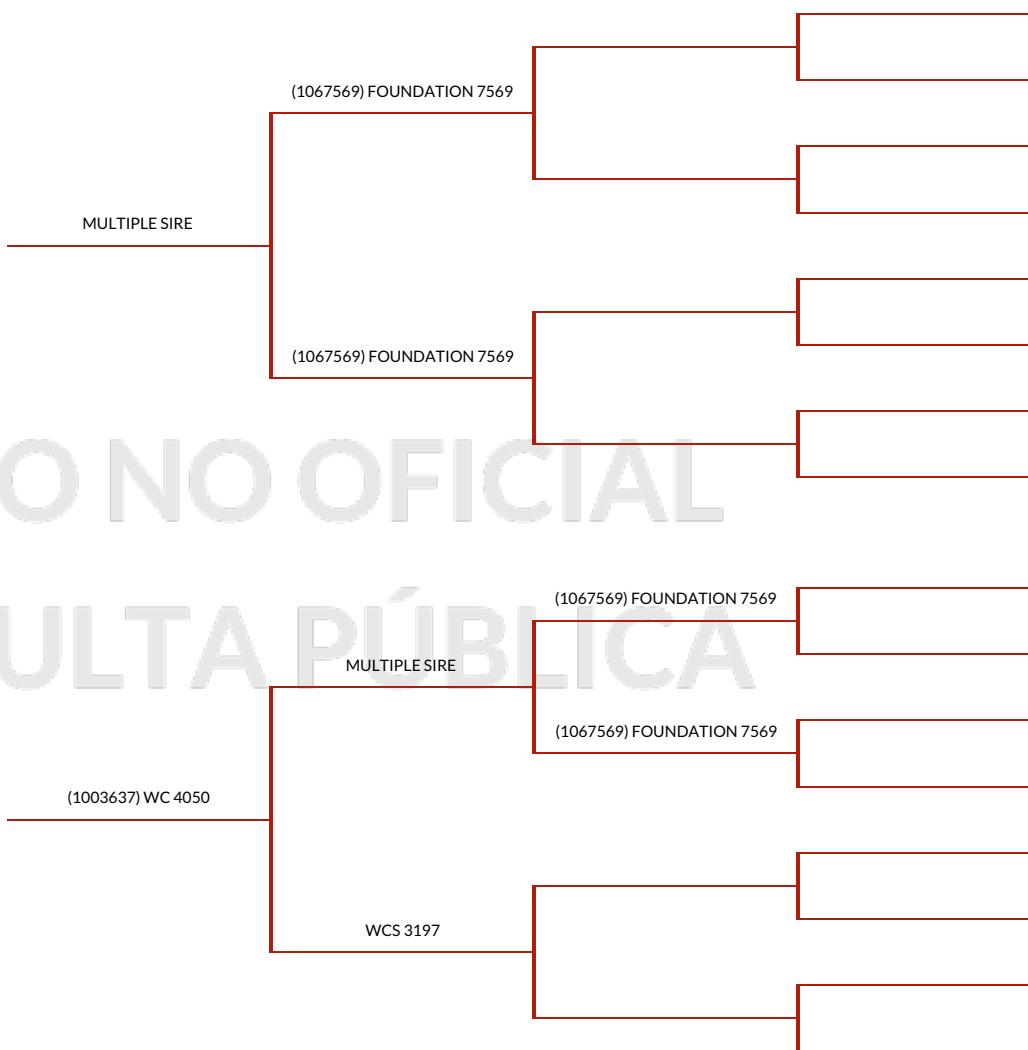 (1067569) FOUNDATION 7569
MULTIPLE SIRE
(1067569) FOUNDATION 7569
O NO OFICIAL
(1067569) FOUNDATION 7569
ULTA PÚBLICA
MULTIPLE SIRE
(1067569) FOUNDATION 7569
(1003637) WC 4050
WCS 3197